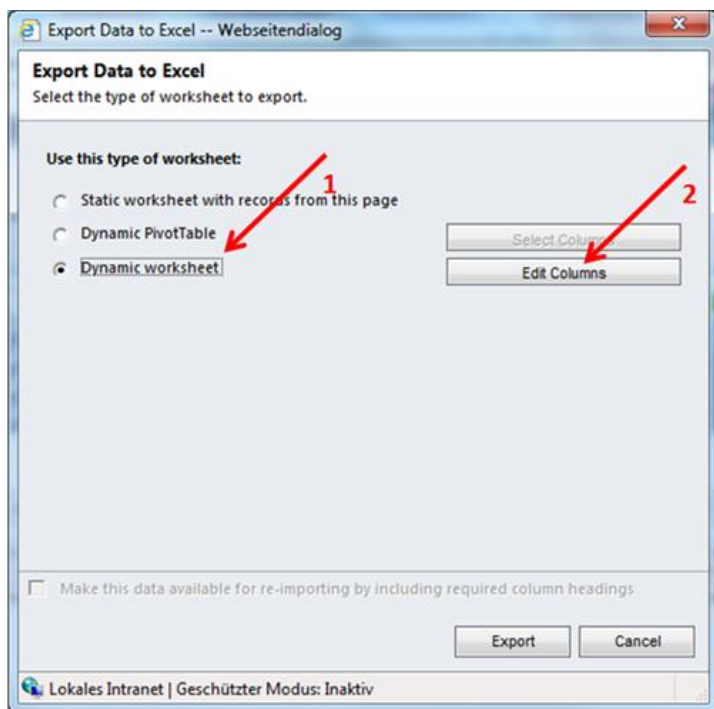 Export Data to Excel -- Webseitendialog
Export Data to Excel
Select the type of worksheet to export.
Use this type of worksheet:
1
Static worksheet with records from this page
2
Dynamic PivotTable
Select Columns
Dynamic worksheet
Edit Columns
Make this data available for re-importing by including required column headings
Export
Cancel
Lokales Intranet | Geschützter Modus: Inaktiv